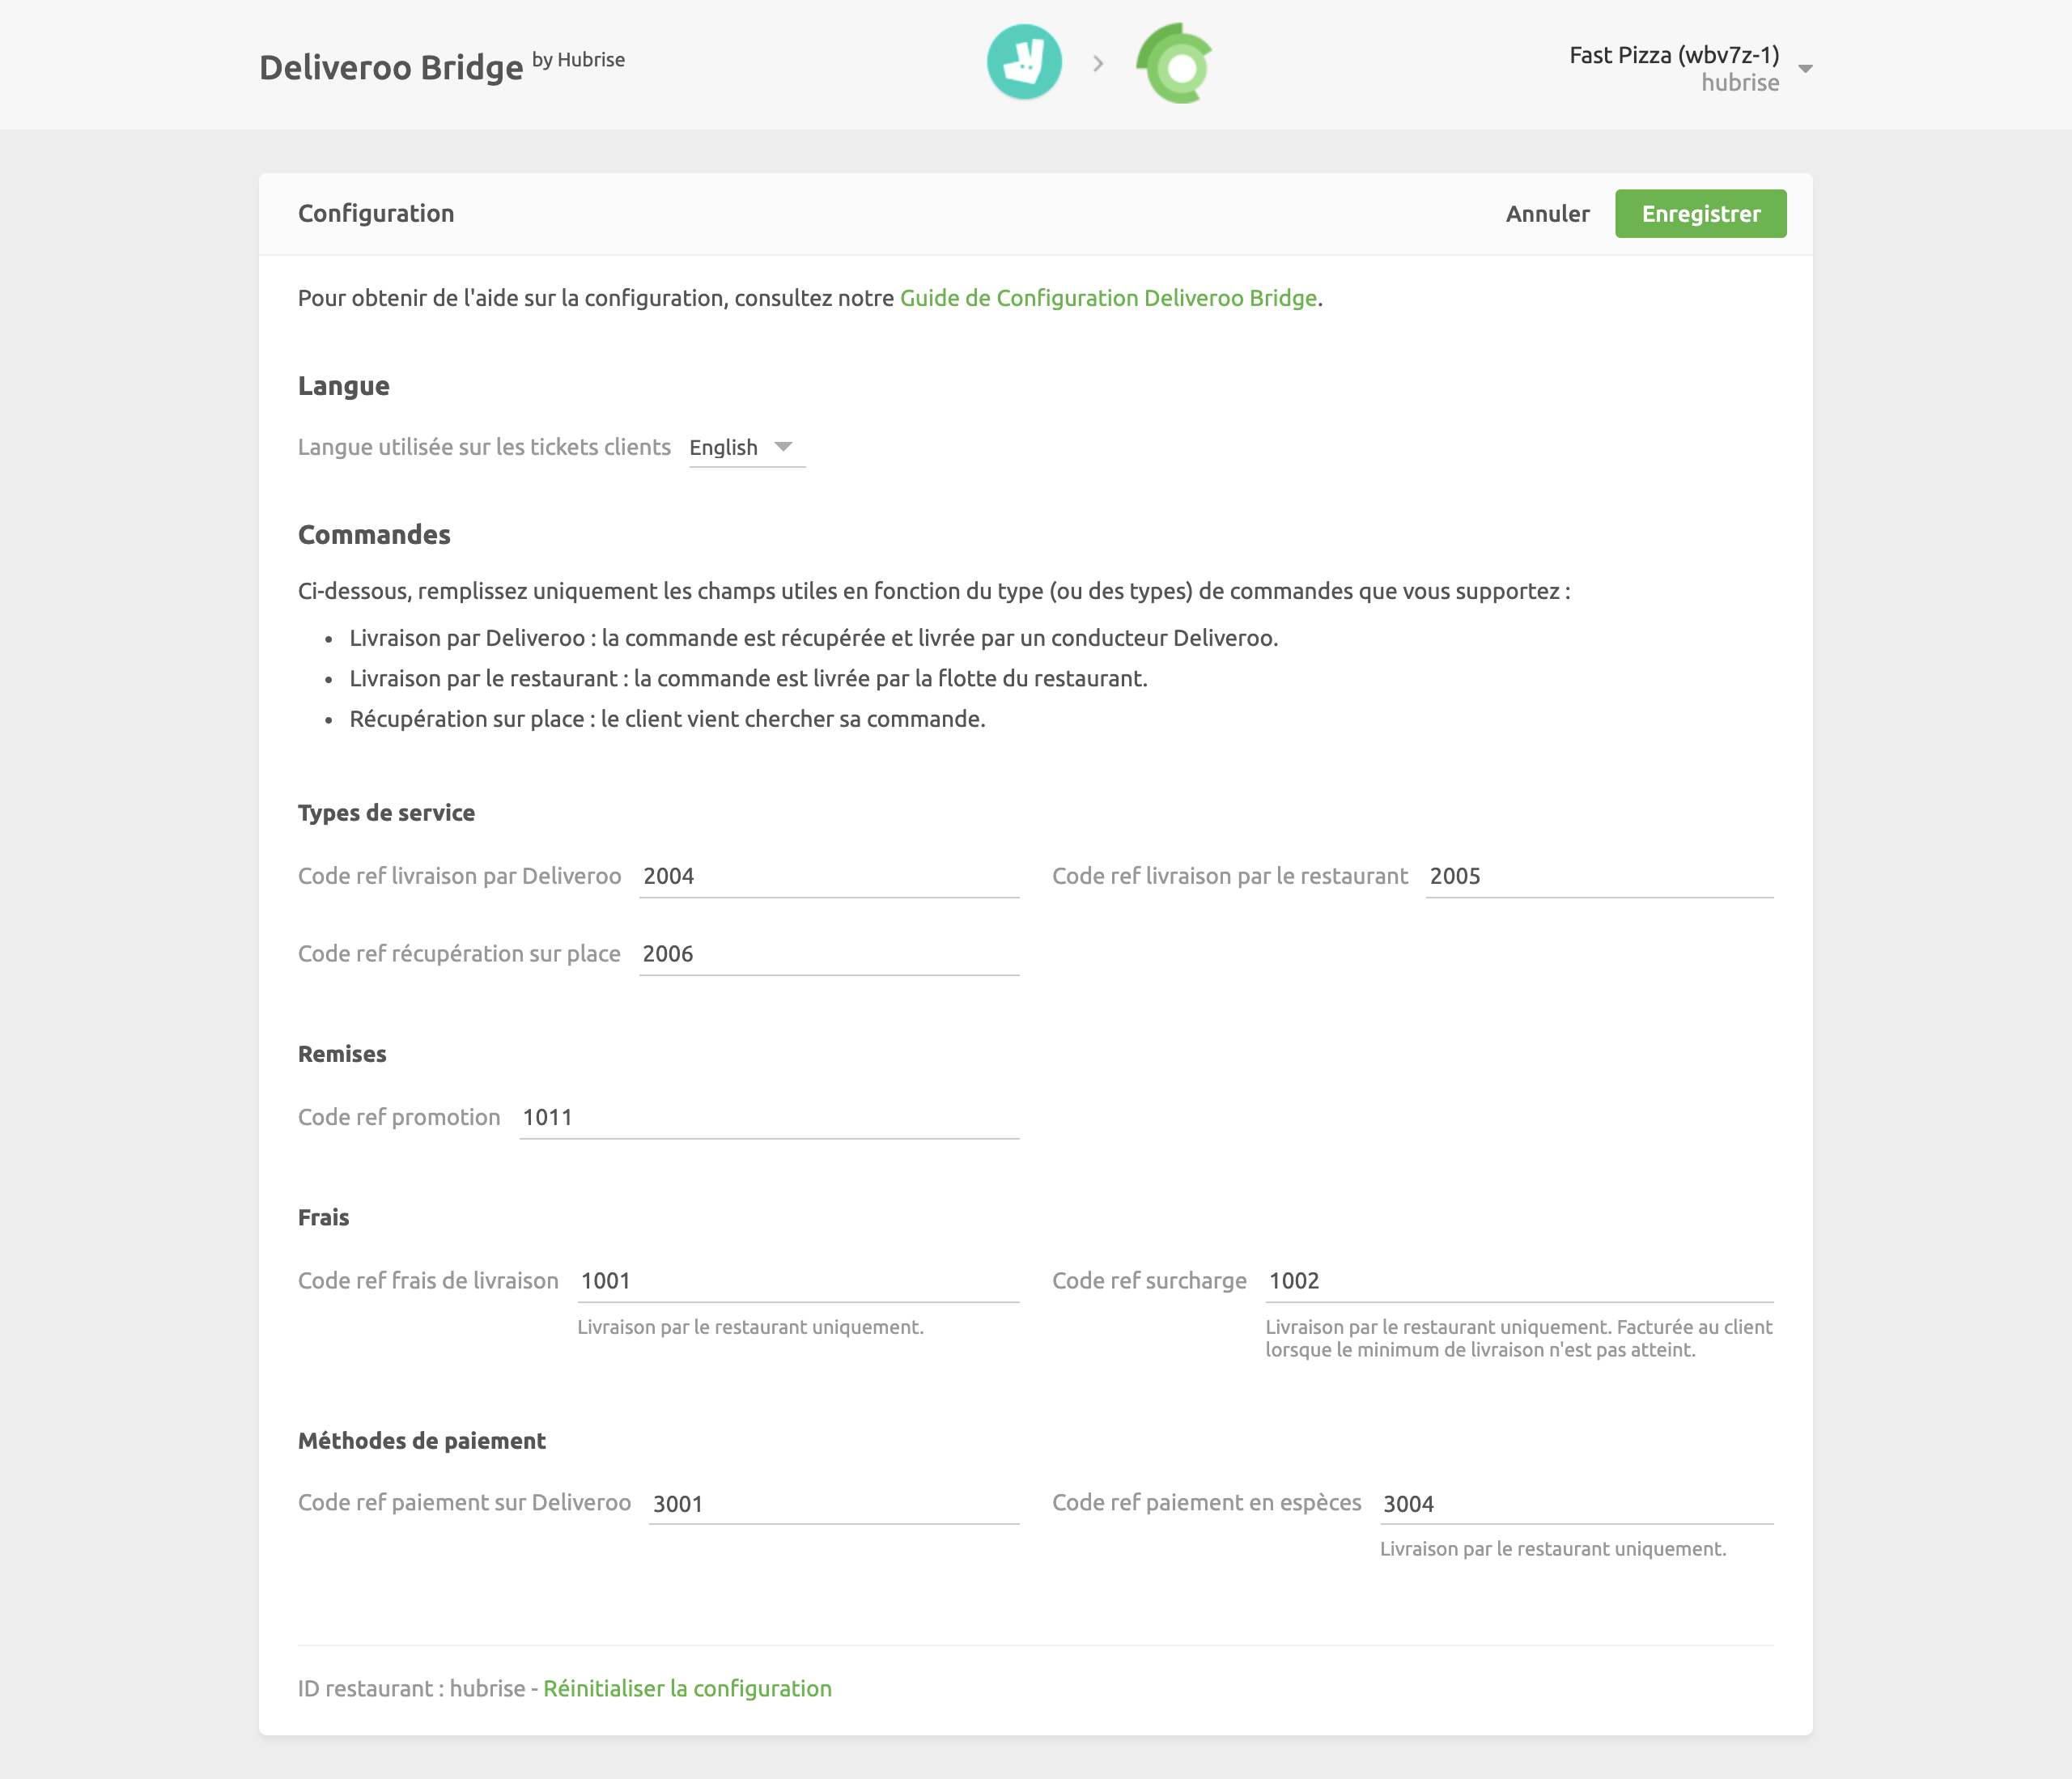 Deliveroo Bridge by Hubrise
Fast Pizza (wbv7z-1)
hubrise
Configuration
Annuler
Enregistrer
Pour obtenir de l'aide sur la configuration, consultez notre Guide de Configuration Deliveroo Bridge.
Langue
Langue utilisée sur les tickets clients English
Commandes
Ci-dessous, remplissez uniquement les champs utiles en fonction du type (ou des types) de commandes que vous supportez :
• Livraison par Deliveroo : la commande est récupérée et livrée par un conducteur Deliveroo.
• Livraison par le restaurant : la commande est livrée par la flotte du restaurant.
• Récupération sur place : le client vient chercher sa commande.
Types de service
Code ref livraison par Deliveroo 2004
Code ref livraison par le restaurant 2005
Code ref récupération sur place 2006
Remises
Code ref promotion 1011
Frais
Code ref frais de livraison 1001
Livraison par le restaurant uniquement.
Code ref surcharge 1002
Livraison par le restaurant uniquement. Facturée au client
lorsque le minimum de livraison n'est pas atteint.
Méthodes de paiement
Code ref paiement sur Deliveroo 3001
Code ref paiement en espèces 3004
Livraison par le restaurant uniquement.
ID restaurant : hubrise - Réinitialiser la configuration